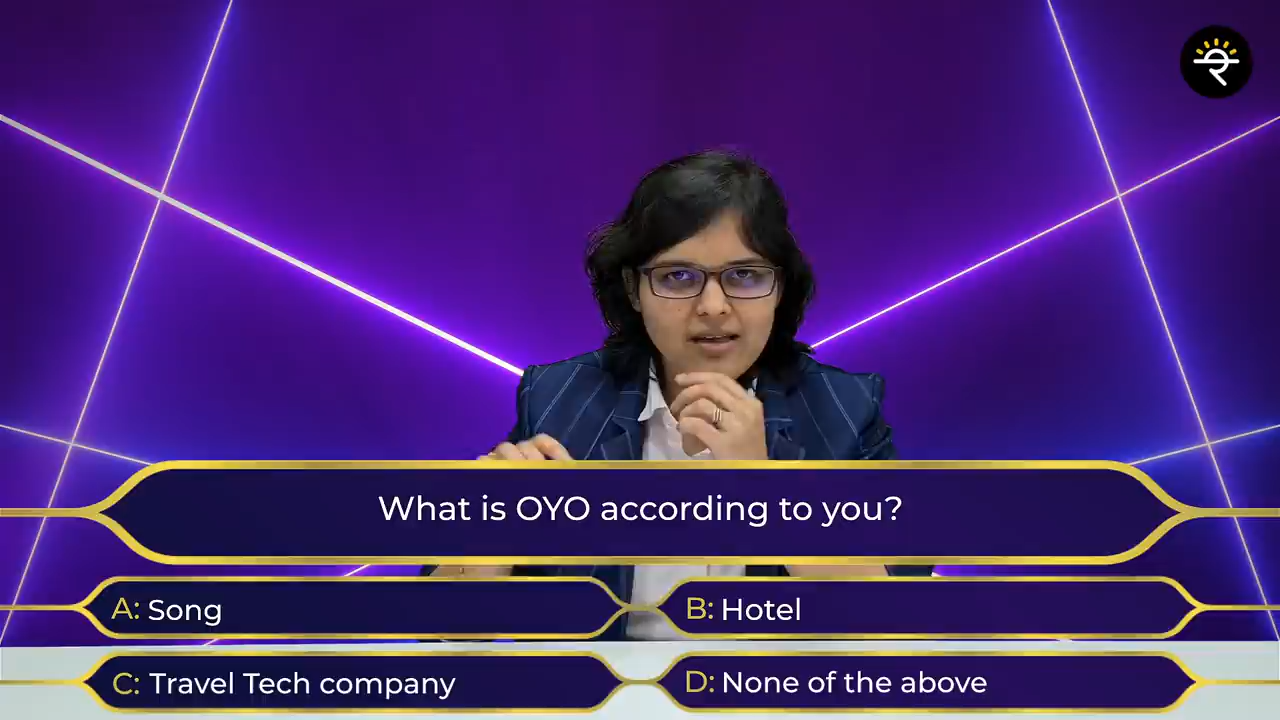 What is OYO according to you?
A: Song
B: Hotel
C: Travel Tech company
D: None of the above